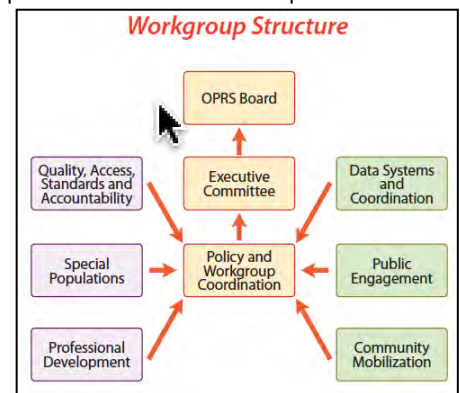 Workgroup Structure
OPRS Board
Quality, Access,
Standards and
Accountability
Executive
Committee
Data Systems
and
Coordination
Special
Populations
Policy and
Workgroup
Coordination
Public
Engagement
Professional
Development
Community
Mobilization